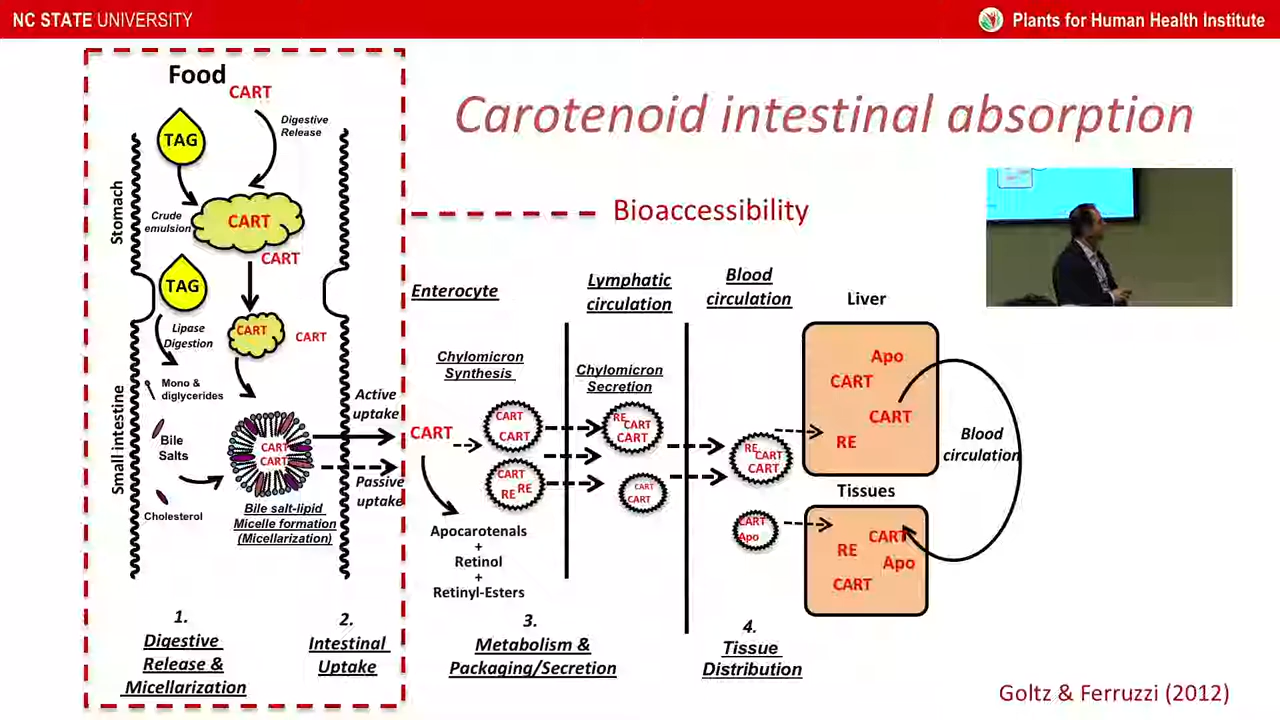 NC STATE UNIVERSITY
Plants for Human Health Institute
Carotenoid intestinal absorption
Food
CART
Digestive
Release
TAG
Stomach
Crude
emulsion
CART
CART
TAG
Lipase
Digestion
CART
CART
Small intestine
Mono &
diglycerides
Bile
Salts
Cholesterol
CART
CART
Bile salt-lipid
Micelle formation
(Micellarization)
Active
uptake
Passive
uptake
1.
Digestive
Release &
Micellarization
2.
Intestinal
Uptake
Bioaccessibility
Enterocyte
Chylomicron
Synthesis
CART
CART
CART
CART
RE RE
Apocarotenals
+
Retinol
+
Retinyl-Esters
3.
Metabolism &
Packaging/Secretion
Lymphatic
circulation
Chylomicron
Secretion
RE
CART
CART
CART
CART
Blood
circulation
RE
CART
CART
CART
Apo
4.
Tissue
Distribution
Liver
Apo
CART
CART
RE
Blood
circulation
Tissues
CART
RE
Apo
CART
Goltz & Ferruzzi (2012)